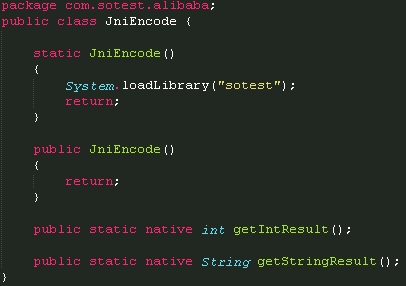 package com.sotest.alibaba;
public class JniEncode {
static JniEncode()
{
System.loadLibrary("sotest");
return;
}
public JniEncode()
{
return;
}
public static native int getIntResult();
public static native String getStringResult();
}